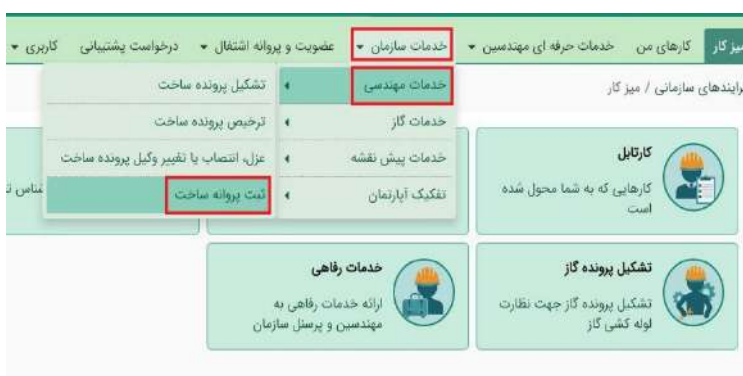 میز کار کارهای من خدمات حرفه ای مهندسین خدمات سازمان عضویت و پروانه اشتغال درخواست پشتیبانی کاربری
سازمانی / میز کار
خدمات مهندسی
خدمات گاز
خدمات پیش نقشه
تفکیک آپارتمان
تشکیل پرونده ساخت
ترخیص پرونده ساخت
عزل، انتصاب یا تغییر وکیل پرونده ساخت
ثبت پروانه ساخت
کارتابل
کارهایی که به شما محول شده
است
تشکیل پرونده گاز
تشکیل پرونده گاز جهت نظارت
لوله کشی گاز
خدمات رفاهی
ارائه خدمات رفاهی به
مهندسین و پرسنل سازمان